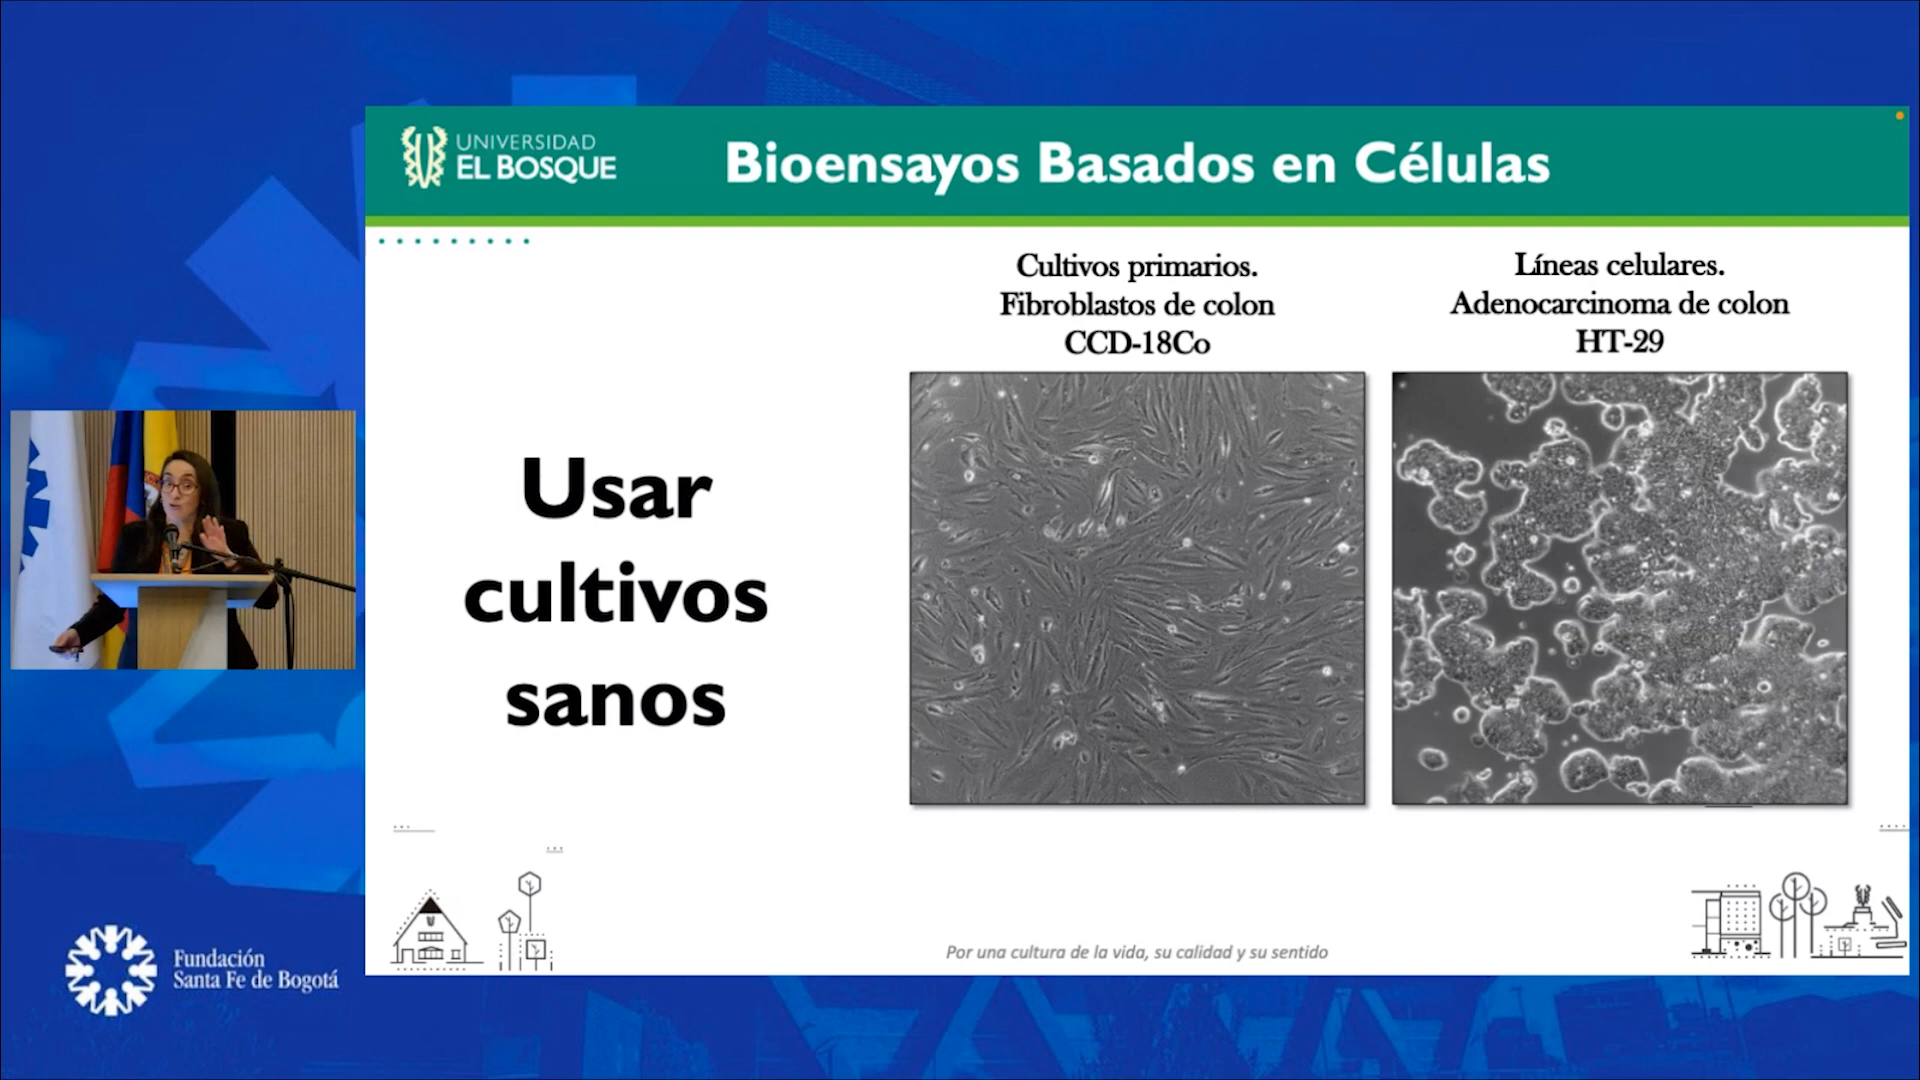 UNIVERSIDAD
EL BOSQUE
Bioensayos Basados en Células
Cultivos primarios.
Fibroblastos de colon
CCD-18Co
Líneas celulares.
Adenocarcinoma de colon
HT-29
Usar
cultivos
sanos
Por una cultura de la vida, su calidad y su sentido
Fundación
Santa Fe de Bogotá